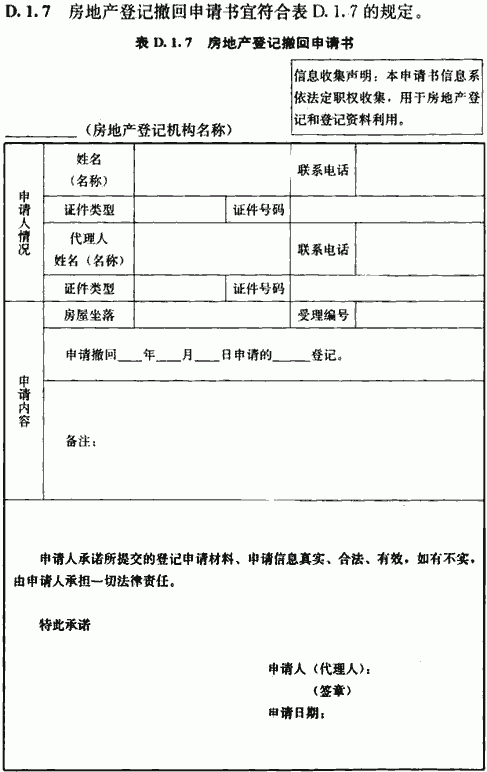 D.1.7 房地产登记撤回申请书宜符合表 D.1.7 的规定。
表 D.1.7 房地产登记撤回申请书
信息收集声明：本申请书信息系
依法定职权收集，用于房地产登
记和登记资料利用。
________（房地产登记机构名称）
申请人情况
姓名
（名称）
联系电话
证件类型
证件号码
代理人
姓名（名称）
联系电话
证件类型
证件号码
申请内容
房屋坐落
受理编号
申请撤回___年___月___日申请的_____登记。
备注：
申请人承诺所提交的登记申请材料、申请信息真实、合法、有效，如有不实，
由申请人承担一切法律责任。
特此承诺
申请人（代理人）：
（签章）
申请日期：